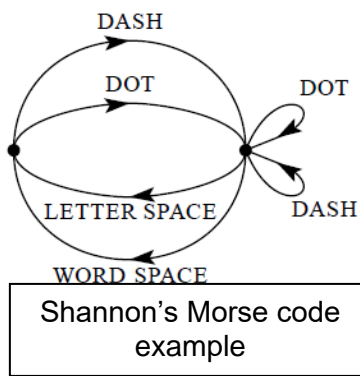 DASH
DOT
DOT
LETTER SPACE
DASH
WORD SPACE
Shannon's Morse code
example